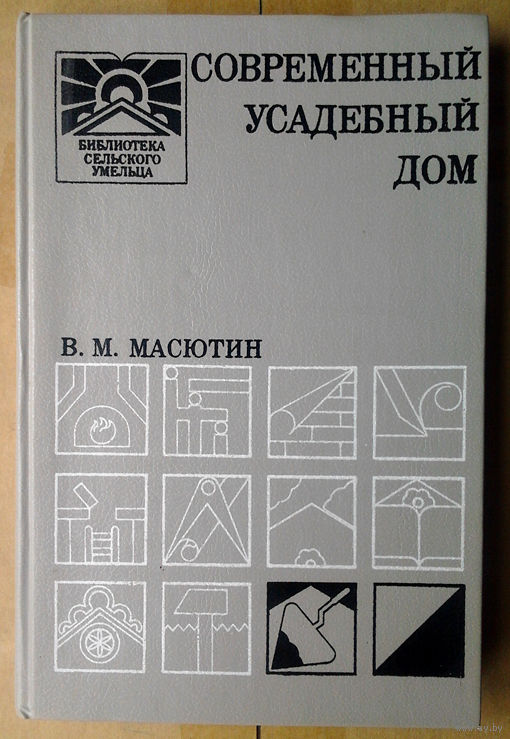 СОВРЕМЕННЫЙ
УСАДЕБНЫЙ
ДОМ
БИБЛИОТЕКА
СЕЛЬСКОГО
УМЕЛЬЦА
В. М. МАСЮТИН